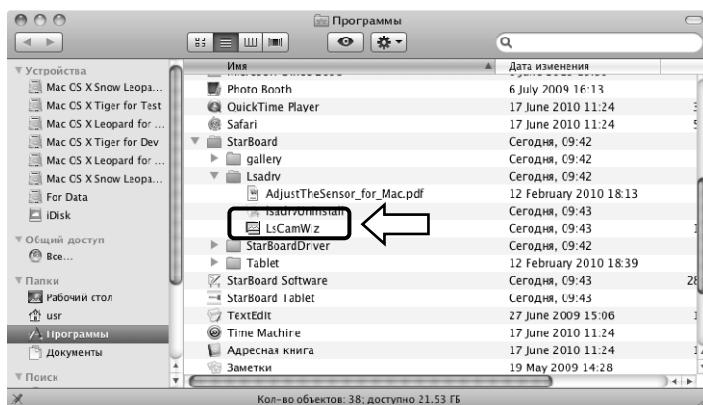 Программы
Имя Дата изменения
Устройства
Mac OS X Snow Leopa...
Photo Booth 6 July 2009 16:13
Mac OS X Tiger for Test
QuickTime Player 17 June 2010 11:24
Mac OS X Leopard for ...
Safari 17 June 2010 11:24
Mac OS X Tiger for Dev
StarBoard Сегодня, 09:42
Mac OS X Leopard for ...
gallery Сегодня, 09:42
Mac OS X Snow Leopa...
Lsadrv Сегодня, 09:42
For Data
AdjustTheSensor_for_Mac.pdf 12 February 2010 18:13
iDisk
lsadrvUninstall Сегодня, 09:43
LsCamWiz Сегодня, 09:43
Общий доступ
StarBoardDriver Сегодня, 09:42
Все...
Tablet 12 February 2010 18:39
Папки
StarBoard Software Сегодня, 09:43
Рабочий стол
StarBoard Tablet Сегодня, 09:43
usr
TextEdit 27 June 2009 15:06
Программы
Time Machine 17 June 2010 11:24
Документы
Адресная книга 17 June 2010 11:24
Поиск
Заметки 19 May 2009 14:28
Кол-во объектов: 38; доступно 21.53 ГБ